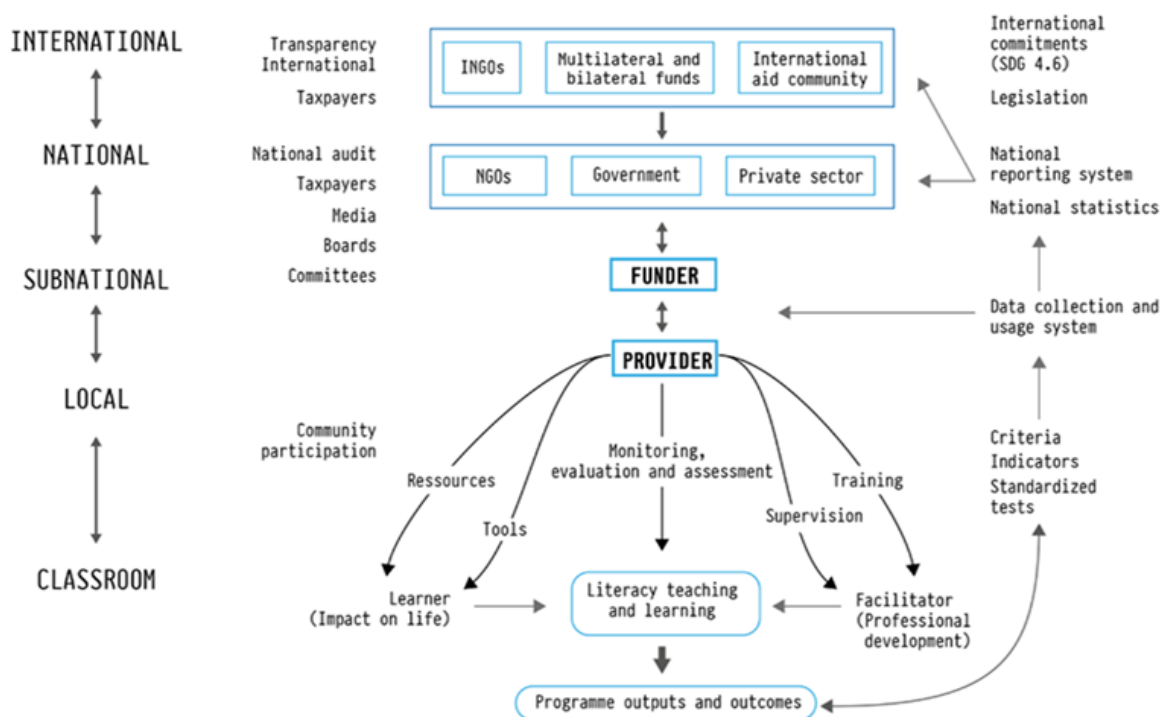 INTERNATIONAL
NATIONAL
SUBNATIONAL
LOCAL
CLASSROOM
Transparency
International
Taxpayers
National audit
Taxpayers
Media
Boards
Committees
Community
participation
INGOs
Multilateral and
bilateral funds
International
aid community
NGOs
Government
Private sector
FUNDER
PROVIDER
Ressources
Tools
Monitoring,
evaluation and assessment
Supervision
Training
Learner
(Impact on life)
Literacy teaching
and learning
Facilitator
(Professional
development)
Programme outputs and outcomes
International
commitments
(SDG 4.6)
Legislation
National
reporting system
National statistics
Data collection and
usage system
Criteria
Indicators
Standardized
tests